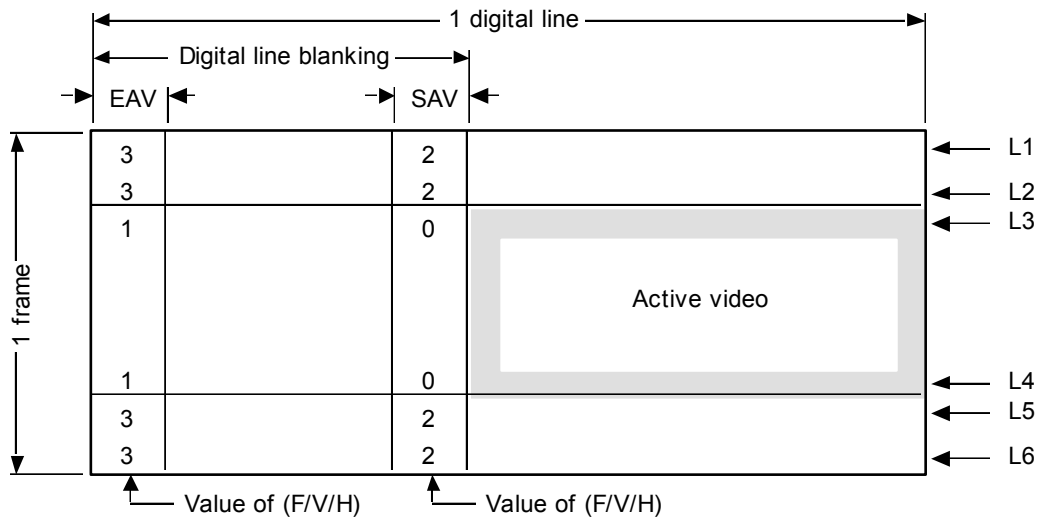 1 digital line
Digital line blanking
EAV
SAV
3 2 L1
3 2 L2
1 0 L3
1 frame
Active video
1 0 L4
3 2 L5
3 2 L6
Value of (F/V/H) Value of (F/V/H)